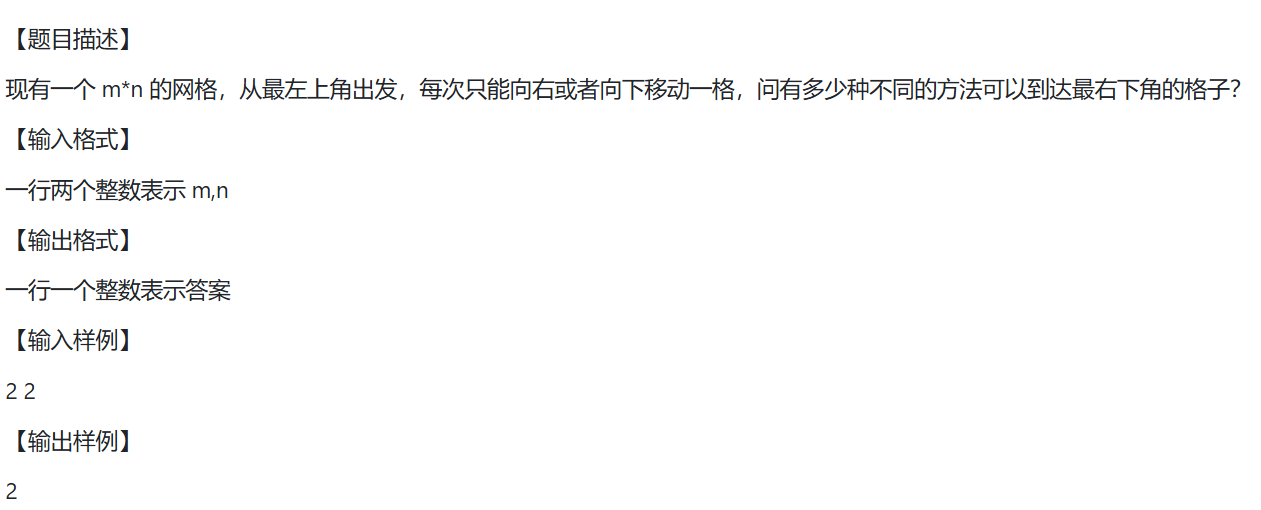 【题目描述】
现有一个 m*n 的网格，从最左上角出发，每次只能向右或者向下移动一格，问有多少种不同的方法可以到达最右下角的格子？
【输入格式】
一行两个整数表示 m,n
【输出格式】
一行一个整数表示答案
【输入样例】
2 2
【输出样例】
2